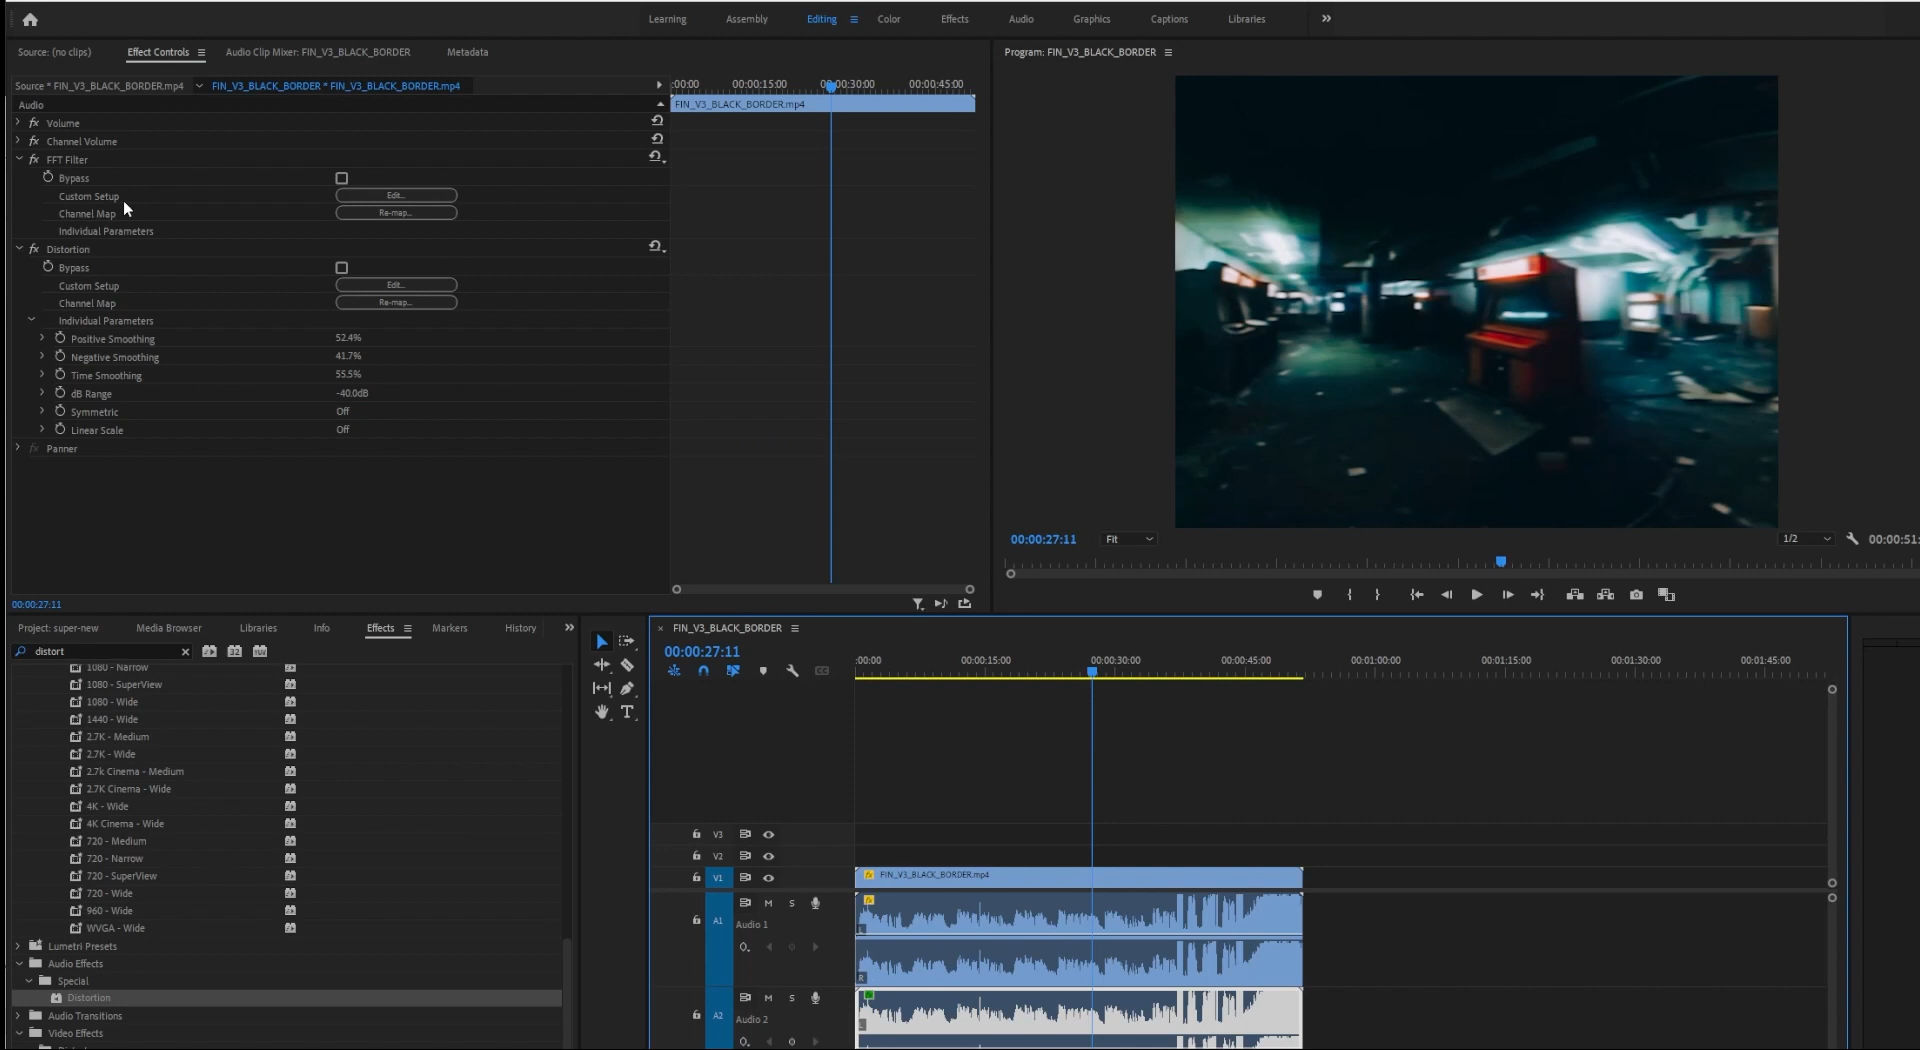 Learning Assembly Editing Color Effects Audio Graphics Captions Libraries
Source: (no clips) Effect Controls Audio Clip Mixer: FIN_V3_BLACK_BORDER Metadata
Program: FIN_V3_BLACK_BORDER
Source * FIN_V3_BLACK_BORDER.mp4 FIN_V3_BLACK_BORDER * FIN_V3_BLACK_BORDER.mp4
:00:00 00:00:15:00 00:00:30:00 00:00:45:00
Audio
FIN_V3_BLACK_BORDER.mp4
fx Volume
fx Channel Volume
fx FFT Filter
Bypass
Custom Setup Edit...
Channel Map Re-map...
Individual Parameters
fx Distortion
Bypass
Custom Setup Edit...
Channel Map Re-map...
Individual Parameters
Positive Smoothing 52.4%
Negative Smoothing 41.7%
Time Smoothing 55.5%
dB Range -40.0dB
Symmetric Off
Linear Scale Off
fx Panner
00:00:27:11
00:00:27:11 Fit 1/2 00:00:51:
Project: super-new Media Browser Libraries Info Effects Markers History
distort
1080 - Narrow
1080 - SuperView
1080 - Wide
1440 - Wide
2.7K - Medium
2.7K - Wide
2.7k Cinema - Medium
2.7K Cinema - Wide
4K - Wide
4K Cinema - Wide
720 - Medium
720 - Narrow
720 - SuperView
720 - Wide
960 - Wide
WVGA - Wide
Lumetri Presets
Audio Effects
Special
Distortion
Audio Transitions
Video Effects
T
× FIN_V3_BLACK_BORDER
00:00:27:11
:00:00 00:00:15:00 00:00:30:00 00:00:45:00 00:01:00:00 00:01:15:00 00:01:30:00 00:01:45:00
V3
V2
V1
fx FIN_V3_BLACK_BORDER.mp4
A1 M S
Audio 1
L
R
A2 M S
Audio 2
L